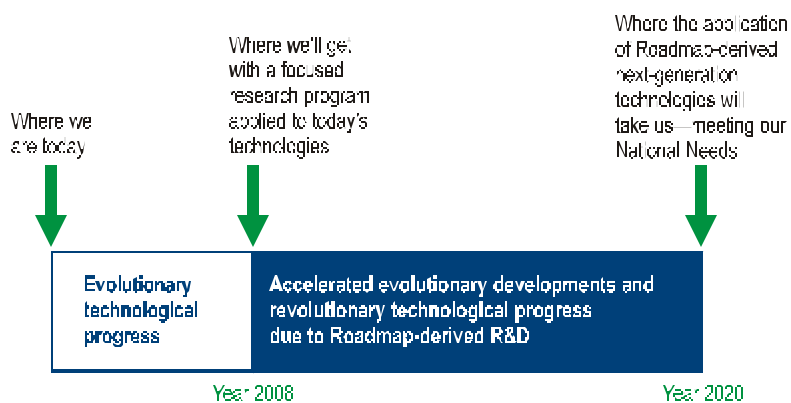 Where we
are today
Where we'll get
with a focused
research program
applied to today's
technologies
Where the application
of Roadmap-derived
next-generation
technologies will
take us—meeting our
National Needs
Evolutionary
technological
progress
Accelerated evolutionary developments and
revolutionary technological progress
due to Roadmap-derived R&D
Year 2008
Year 2020